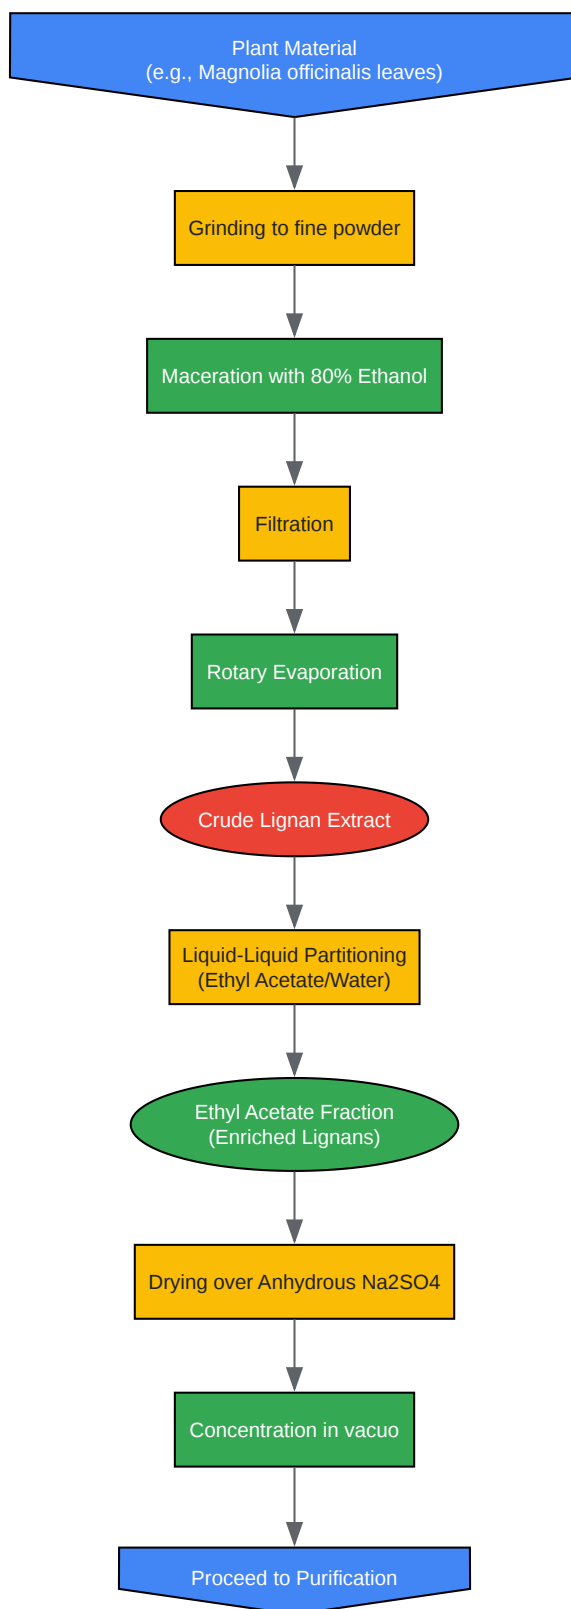 Plant Material
(e.g., Magnolia officinalis leaves)
Grinding to fine powder
Maceration with 80% Ethanol
Filtration
Rotary Evaporation
Crude Lignan Extract
Liquid-Liquid Partitioning
(Ethyl Acetate/Water)
Ethyl Acetate Fraction
(Enriched Lignans)
Drying over Anhydrous Na2SO4
Concentration in vacuo
Proceed to Purification